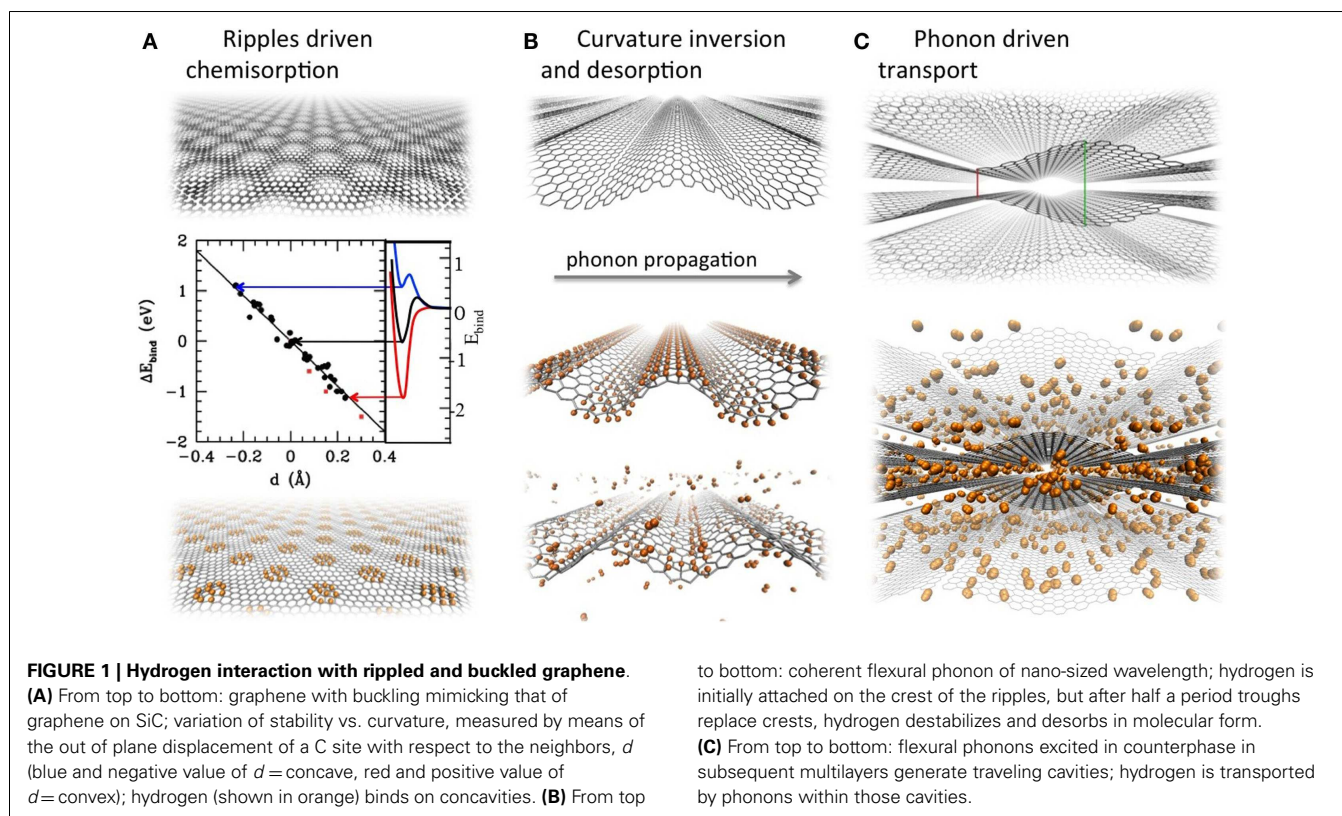 A Ripples driven
chemisorption
B Curvature inversion
and desorption
C Phonon driven
transport
phonon propagation
2
1
0
−1
−2
ΔEbind (eV)
−0.4 −0.2 0 0.2 0.4
d (Å)
1
0
−1
−2
Ebind
FIGURE 1 | Hydrogen interaction with rippled and buckled graphene.
(A) From top to bottom: graphene with buckling mimicking that of
graphene on SiC; variation of stability vs. curvature, measured by means of
the out of plane displacement of a C site with respect to the neighbors, d
(blue and negative value of d = concave, red and positive value of
d = convex); hydrogen (shown in orange) binds on concavities. (B) From top
to bottom: coherent flexural phonon of nano-sized wavelength; hydrogen is
initially attached on the crest of the ripples, but after half a period troughs
replace crests, hydrogen destabilizes and desorbs in molecular form.
(C) From top to bottom: flexural phonons excited in counterphase in
subsequent multilayers generate traveling cavities; hydrogen is transported
by phonons within those cavities.